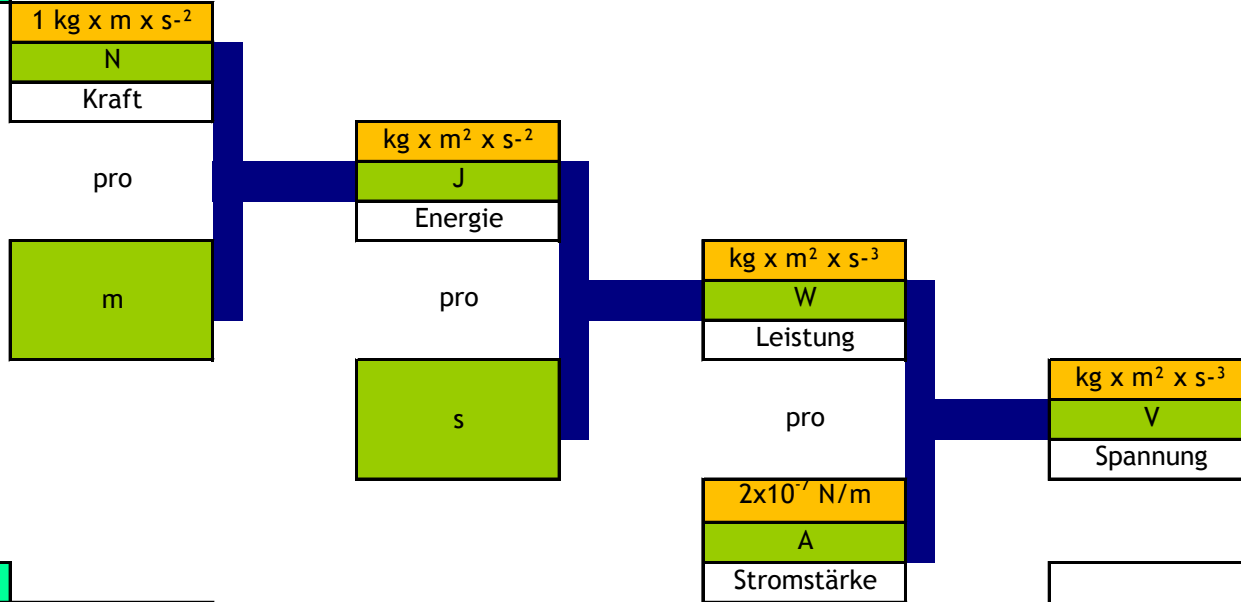 1 kg x m x s-²
N
Kraft
pro
m
kg x m² x s-²
J
Energie
pro
s
kg x m² x s-³
W
Leistung
pro
2x10⁻⁷ N/m
A
Stromstärke
kg x m² x s-³
V
Spannung